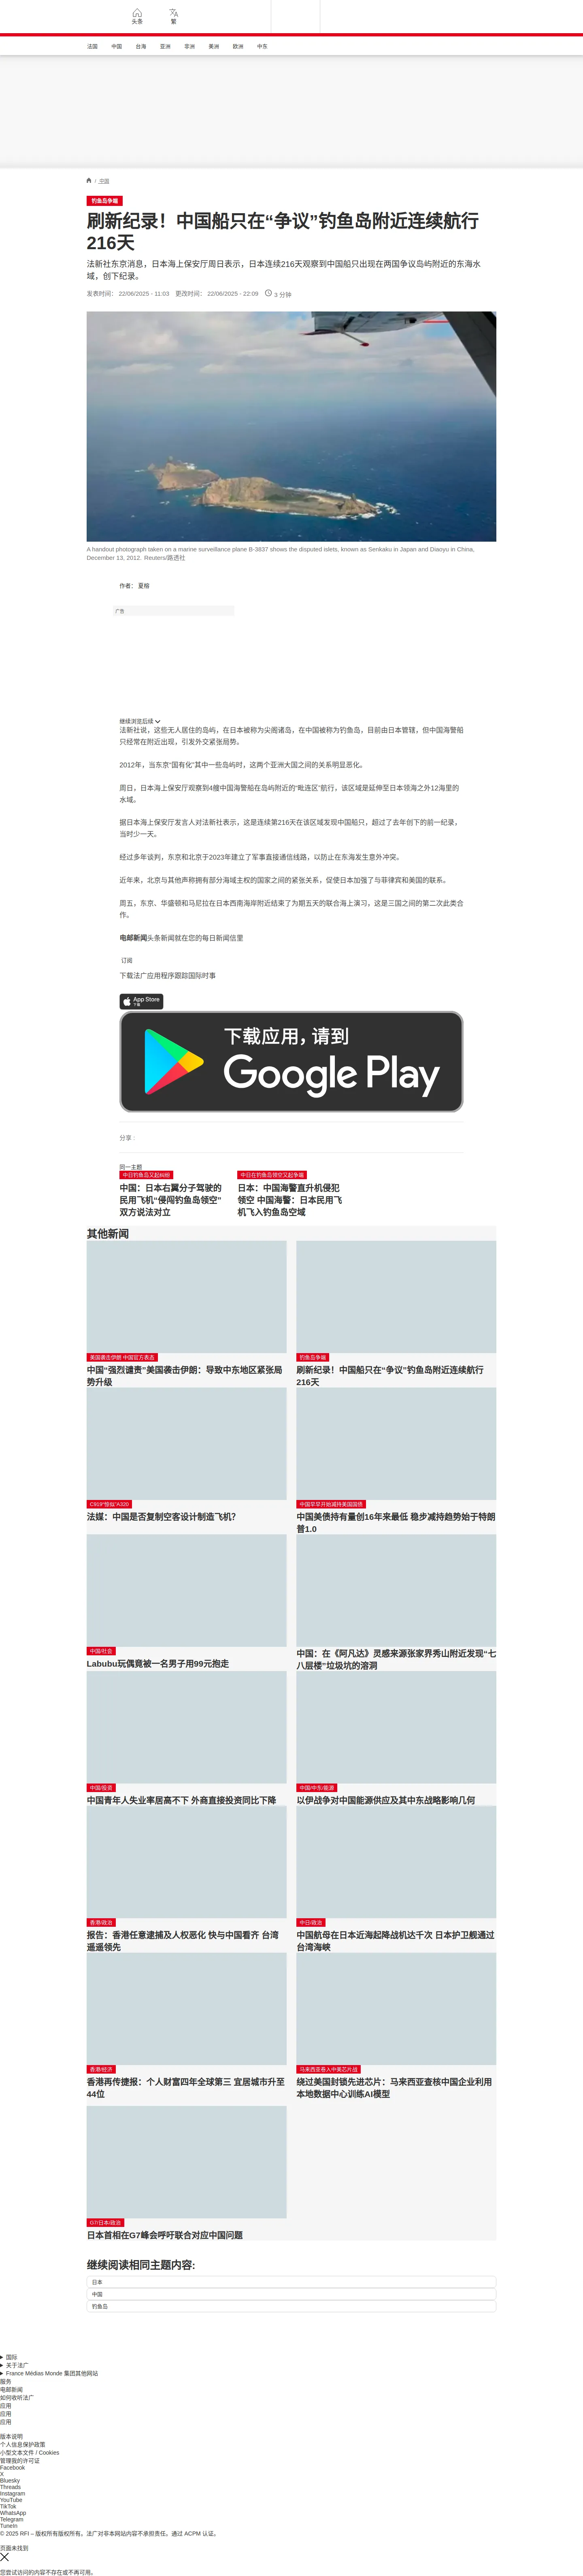 头条
繁
法国
中国
台海
亚洲
非洲
美洲
欧洲
中东
/ 中国
钓鱼岛争端
刷新纪录！中国船只在“争议”钓鱼岛附近连续航行
216天
法新社东京消息，日本海上保安厅周日表示，日本连续216天观察到中国船只出现在两国争议岛屿附近的东海水
域，创下纪录。
发表时间： 22/06/2025 - 11:03 更改时间： 22/06/2025 - 22:09 3 分钟
A handout photograph taken on a marine surveillance plane B-3837 shows the disputed islets, known as Senkaku in Japan and Diaoyu in China,
December 13, 2012. Reuters/路透社
作者： 夏榕
广告
继续浏览后续
法新社说，这些无人居住的岛屿，在日本被称为尖阁诸岛，在中国被称为钓鱼岛，目前由日本管辖，但中国海警船
只经常在附近出现，引发外交紧张局势。
2012年，当东京“国有化”其中一些岛屿时，这两个亚洲大国之间的关系明显恶化。
周日，日本海上保安厅观察到4艘中国海警船在岛屿附近的“毗连区”航行，该区域是延伸至日本领海之外12海里的
水域。
据日本海上保安厅发言人对法新社表示，这是连续第216天在该区域发现中国船只，超过了去年创下的前一纪录，
当时少一天。
经过多年谈判，东京和北京于2023年建立了军事直接通信线路，以防止在东海发生意外冲突。
近年来，北京与其他声称拥有部分海域主权的国家之间的紧张关系，促使日本加强了与菲律宾和美国的联系。
周五，东京、华盛顿和马尼拉在日本西南海岸附近结束了为期五天的联合海上演习，这是三国之间的第二次此类合
作。
电邮新闻头条新闻就在您的每日新闻信里
订阅
下载法广应用程序跟踪国际时事
App Store
下载
下载应用，请到
Google Play
分享 :
同一主题
中日钓鱼岛又起纠纷
中国：日本右翼分子驾驶的
民用飞机“侵闯钓鱼岛领空”
双方说法对立
中日在钓鱼岛领空又起争端
日本：中国海警直升机侵犯
领空 中国海警：日本民用飞
机飞入钓鱼岛空域
其他新闻
美国袭击伊朗 中国官方表态
中国“强烈谴责”美国袭击伊朗：导致中东地区紧张局
势升级
钓鱼岛争端
刷新纪录！中国船只在“争议”钓鱼岛附近连续航行
216天
C919“恰似”A320
法媒：中国是否复制空客设计制造飞机？
中国早早开始减持美国国债
中国美债持有量创16年来最低 稳步减持趋势始于特朗
普1.0
中国/社会
Labubu玩偶竟被一名男子用99元抱走
中国：在《阿凡达》灵感来源张家界秀山附近发现“七
八层楼”垃圾坑的溶洞
中国/投资
中国青年人失业率居高不下 外商直接投资同比下降
中国/中东/能源
以伊战争对中国能源供应及其中东战略影响几何
香港/政治
报告：香港任意逮捕及人权恶化 快与中国看齐 台湾
遥遥领先
中日/政治
中国航母在日本近海起降战机达千次 日本护卫舰通过
台湾海峡
香港/经济
香港再传捷报：个人财富四年全球第三 宜居城市升至
44位
马来西亚卷入中美芯片战
绕过美国封锁先进芯片：马来西亚查核中国企业利用
本地数据中心训练AI模型
G7/日本/政治
日本首相在G7峰会呼吁联合对应中国问题
继续阅读相同主题内容:
日本
中国
钓鱼岛
国际
关于法广
France Médias Monde 集团其他网站
服务
电邮新闻
如何收听法广
应用
应用
应用
版本说明
个人信息保护政策
小型文本文件 / Cookies
管理我的许可证
Facebook
X
Bluesky
Threads
Instagram
YouTube
TikTok
WhatsApp
Telegram
TuneIn
© 2025 RFI – 版权所有版权所有。法广对非本网站内容不承担责任。通过 ACPM 认证。
页面未找到
您尝试访问的内容不存在或不再可用。